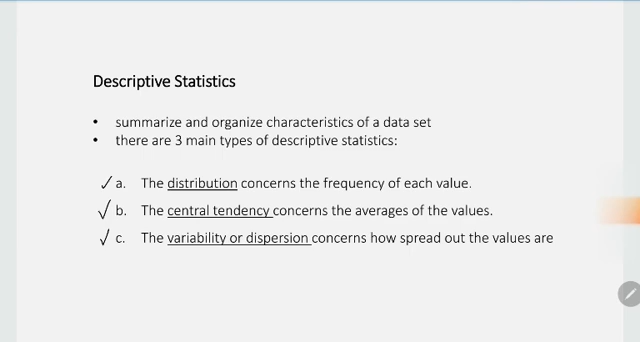 Descriptive Statistics
• summarize and organize characteristics of a data set
• there are 3 main types of descriptive statistics:
✓ a. The distribution concerns the frequency of each value.
✓ b. The central tendency concerns the averages of the values.
✓ c. The variability or dispersion concerns how spread out the values are